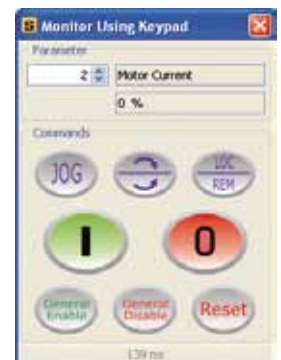 Monitor Using Keypad
Parameter
2 Motor Current
0 %
Commands
JOG
LOC
REM
I
0
General
Enable
General
Disable
Reset
139 ms